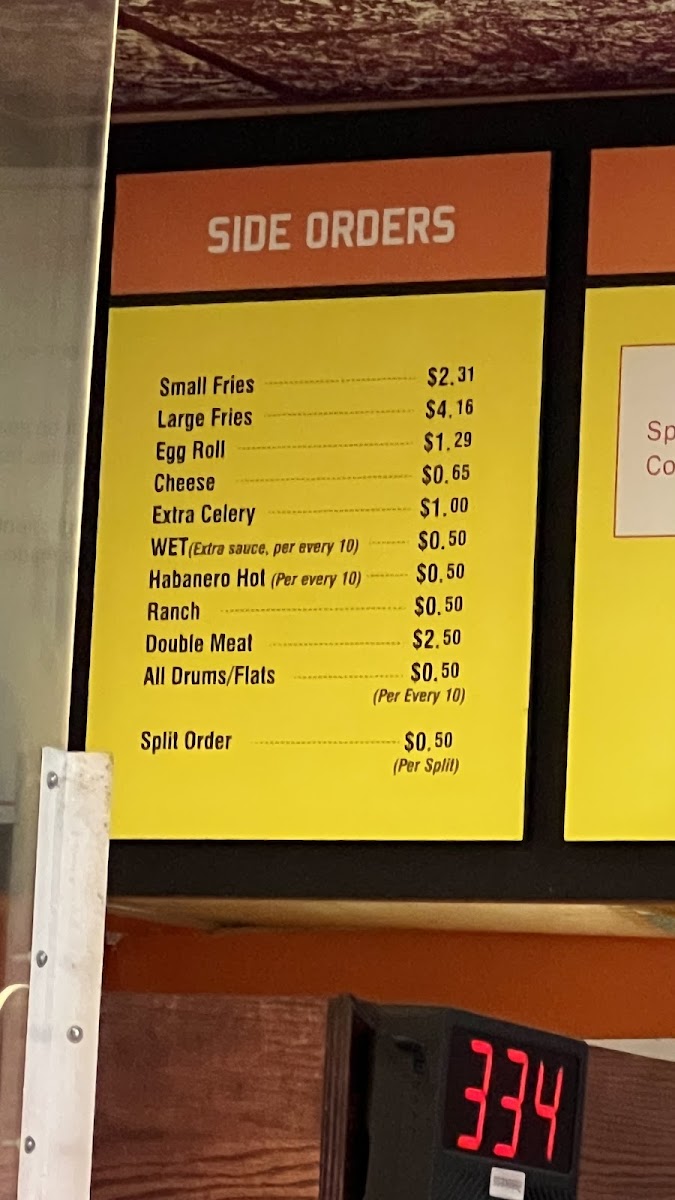 SIDE ORDERS
Small Fries $2.31
Large Fries $4.16
Egg Roll $1.29
Cheese $0.65
Extra Celery $1.00
WET (Extra sauce, per every 10) $0.50
Habanero Hot (Per every 10) $0.50
Ranch $0.50
Double Meat $2.50
All Drums/Flats $0.50
(Per Every 10)
Split Order $0.50
(Per Split)
Sp
Co
334